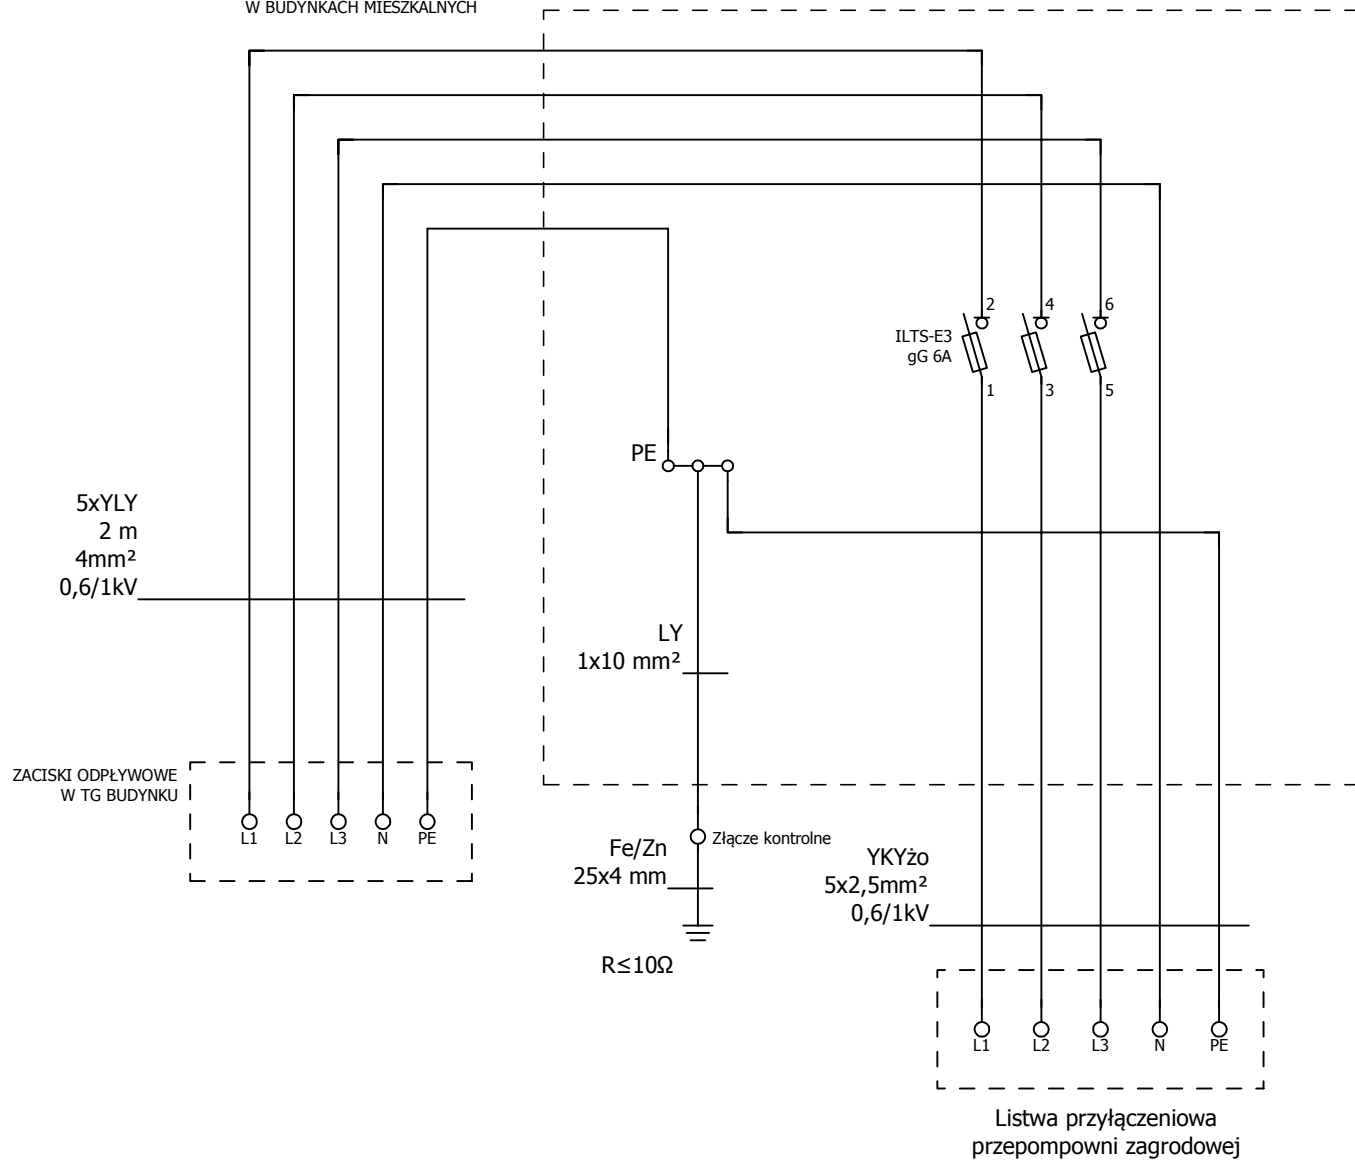 W BUDYNKACH MIESZKALNYCH
2
4
6
ILTS-E3
gG 6A
1
3
5
PE
5xYLY
2 m
4mm²
0,6/1kV
LY
1x10 mm²
ZACISKI ODPŁYWOWE
W TG BUDYNKU
L1
L2
L3
N
PE
Złącze kontrolne
Fe/Zn
25x4 mm
R≤10Ω
YKYżo
5x2,5mm²
0,6/1kV
L1
L2
L3
N
PE
Listwa przyłączeniowa
przepompowni zagrodowej